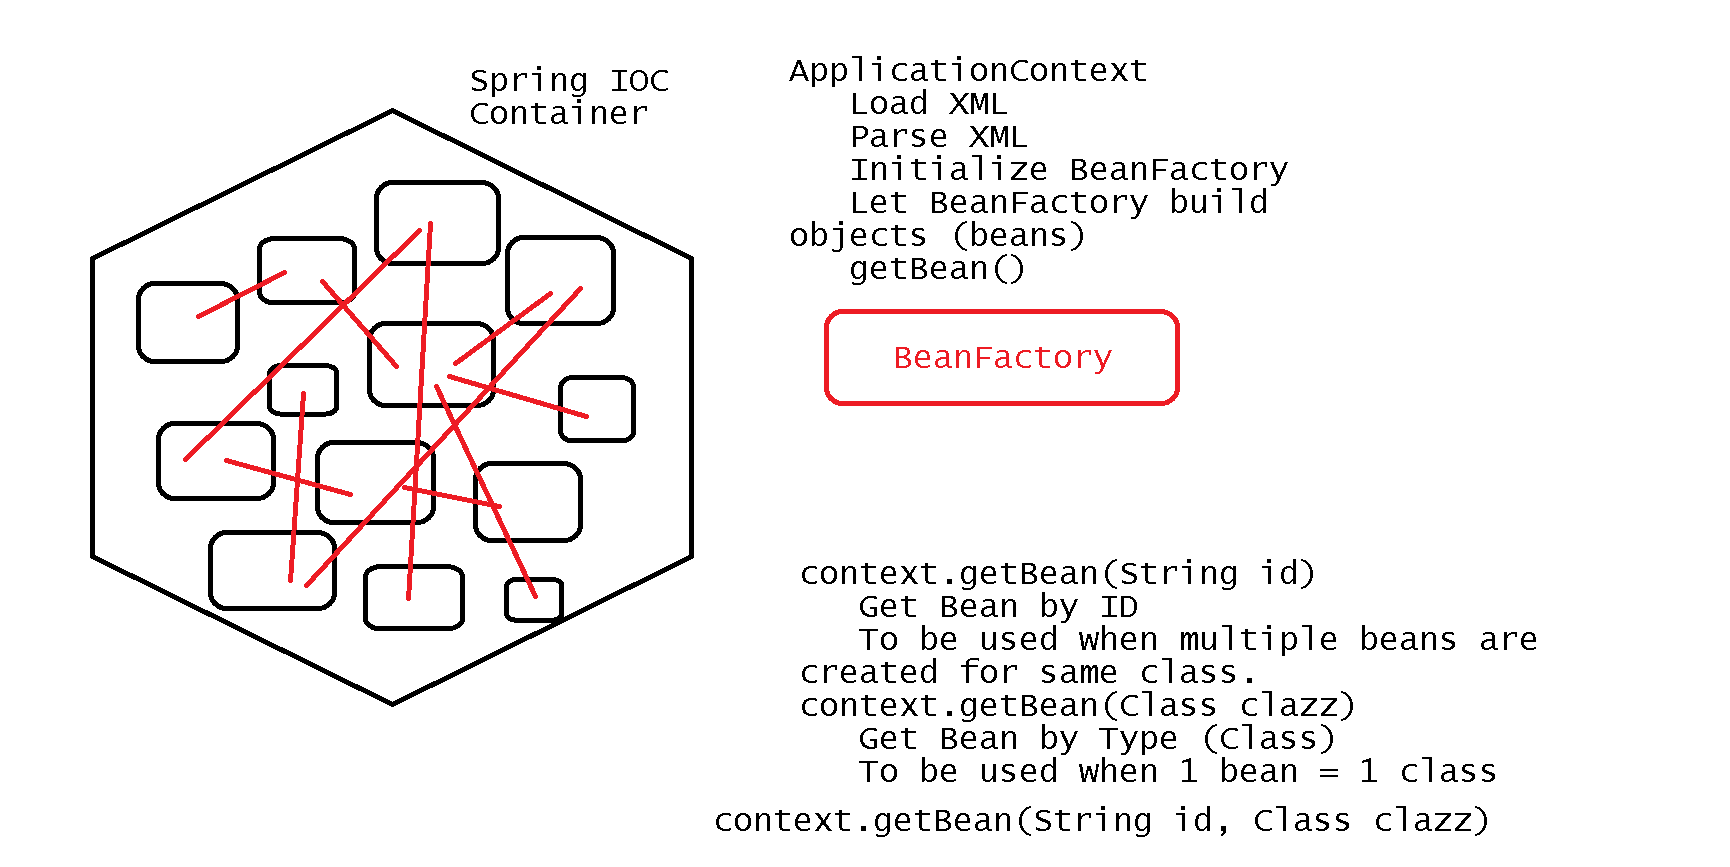 Spring IOC
Container
ApplicationContext
Load XML
Parse XML
Initialize BeanFactory
Let BeanFactory build
objects (beans)
getBean()
BeanFactory
context.getBean(String id)
Get Bean by ID
To be used when multiple beans are
created for same class.
context.getBean(Class clazz)
Get Bean by Type (Class)
To be used when 1 bean = 1 class
context.getBean(String id, Class clazz)